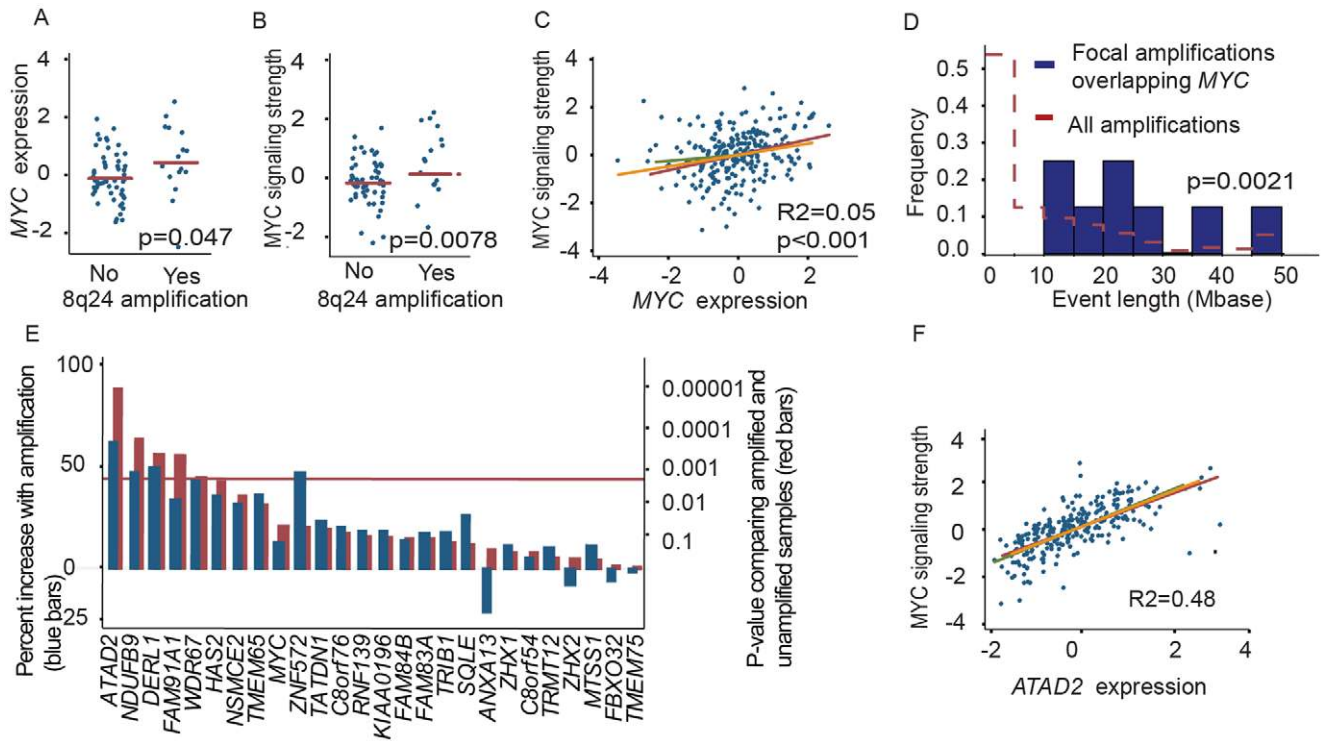 A
MYC expression
4
2
0
-2
p=0.047
No Yes
8q24 amplification
B
MYC signaling strength
4
2
0
-2
p=0.0078
No Yes
8q24 amplification
C
MYC signaling strength
4
2
0
-2
-4
R2=0.05
p<0.001
-4 -2 0 2
MYC expression
D
Frequency
0.5
0.4
0.3
0.2
0.1
0.0
Focal amplifications
overlapping MYC
All amplifications
p=0.0021
0 10 20 30 40 50
Event length (Mbase)
E
Percent increase with amplification
(blue bars)
100
50
0
25
0.00001
0.0001
0.001
0.01
0.1
P-value comparing amplified and
unamplified samples (red bars)
ATAD2
NDUFB9
DERL1
FAM91A1
WDR67
HAS2
NSMCE2
TMEM65
MYC
ZNF572
TATDN1
C8orf76
RNF139
KIAA0196
FAM84B
FAM83A
TRIB1
SQLE
ANXA13
ZHX1
C8orf54
TRMT12
ZHX2
MTSS1
FBXO32
TMEM75
F
MYC signaling strength
4
2
0
-2
-4
R2=0.48
-2 0 2 4
ATAD2 expression